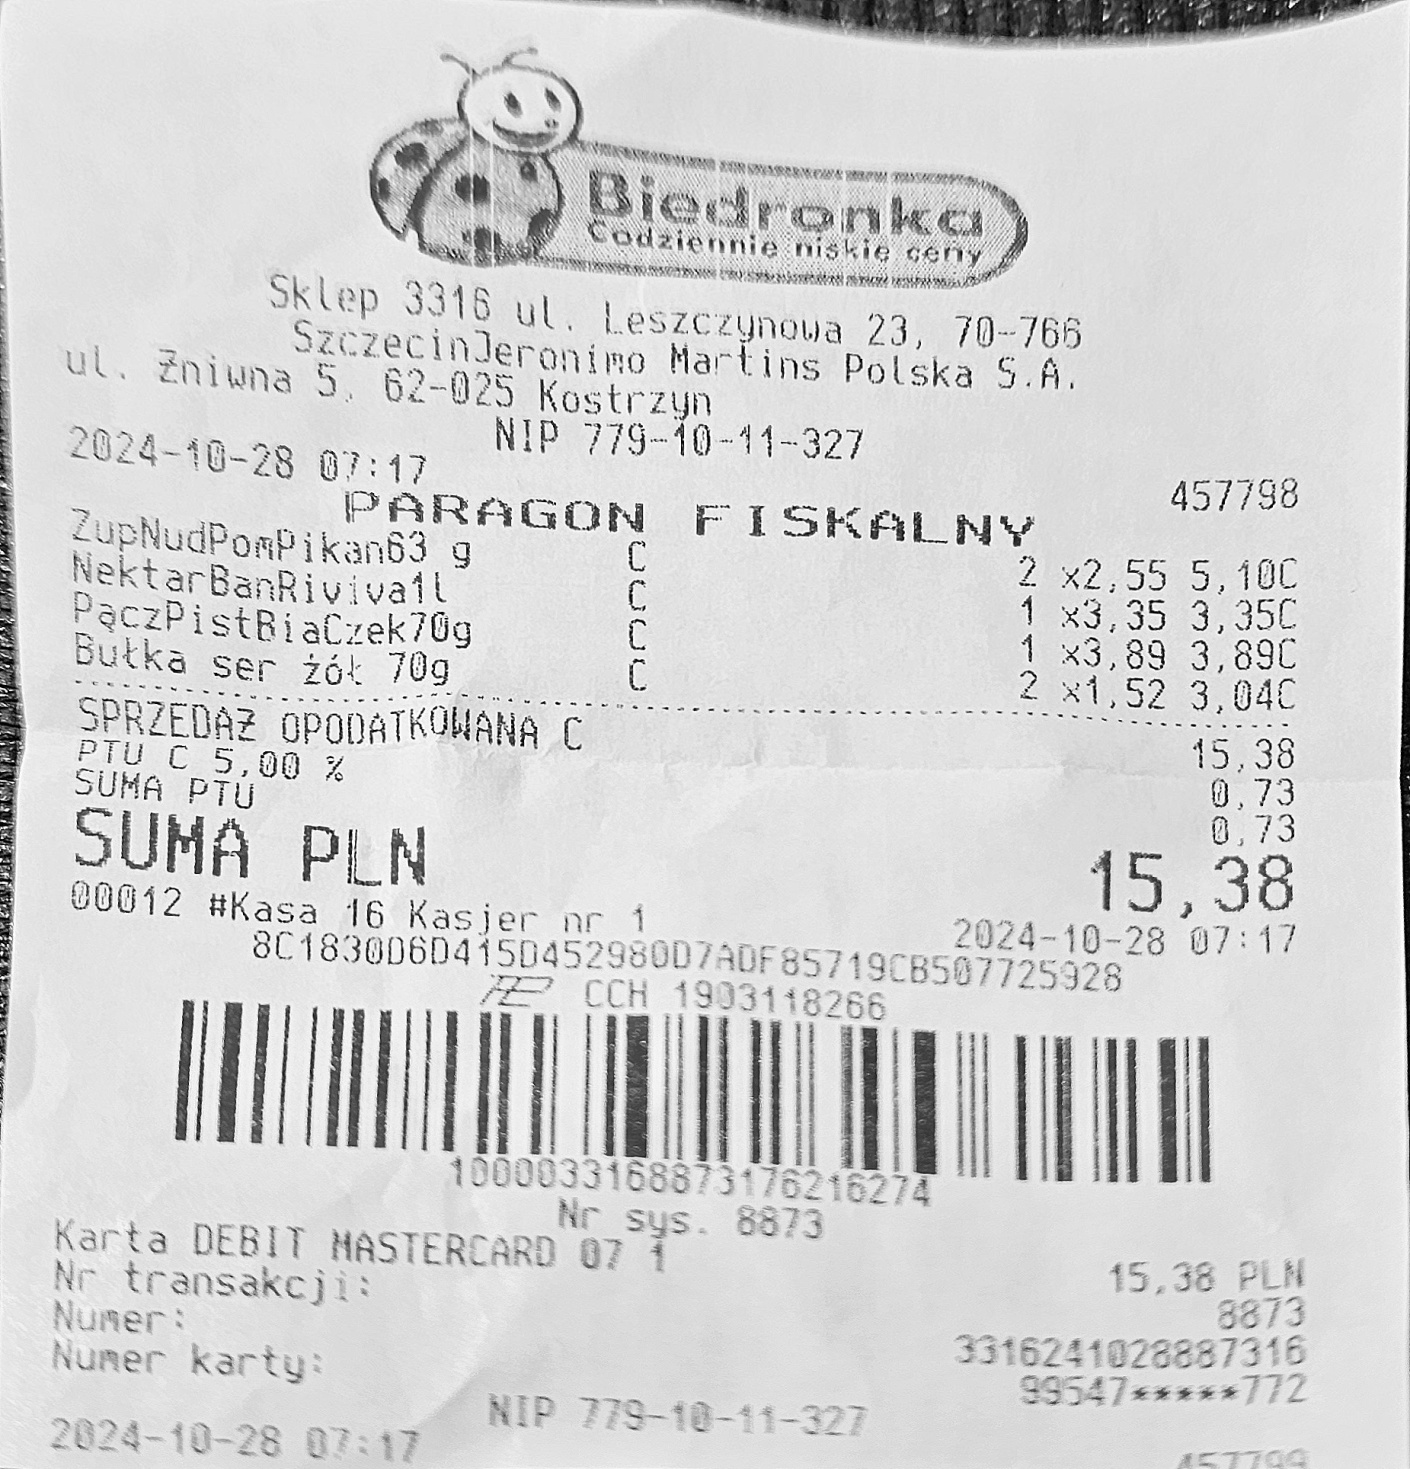 Biedronka
Codziennie niskie ceny
Sklep 3316 ul. Leszczynowa 23, 70-766
SzczecinJeronimo Martins Polska S.A.
ul. Żniwna 5, 62-025 Kostrzyn
NIP 779-10-11-327
2024-10-28 07:17 457798
PARAGON FISKALNY
ZupNudPomPikan63 g C 2 x2,55 5,10C
NektarBanRiviva1l C 1 x3,35 3,35C
PączPistBiaCzek70g C 1 x3,89 3,89C
Bułka ser żół 70g C 2 x1,52 3,04C
SPRZEDAŻ OPODATKOWANA C 15,38
PTU C 5,00 % 0,73
SUMA PTU 0,73
SUMA PLN 15,38
00012 #Kasa 16 Kasjer nr 1 2024-10-28 07:17
8C1830D6D415D452980D7ADF85719CB507725928
CCH 1903118266
1000033168873176216274
Nr sys. 8873
Karta DEBIT MASTERCARD 07 1 15,38 PLN
Nr transakcji: 8873
Numer: 3316241028887316
Numer karty: 99547*****772
NIP 779-10-11-327
2024-10-28 07:17 457799